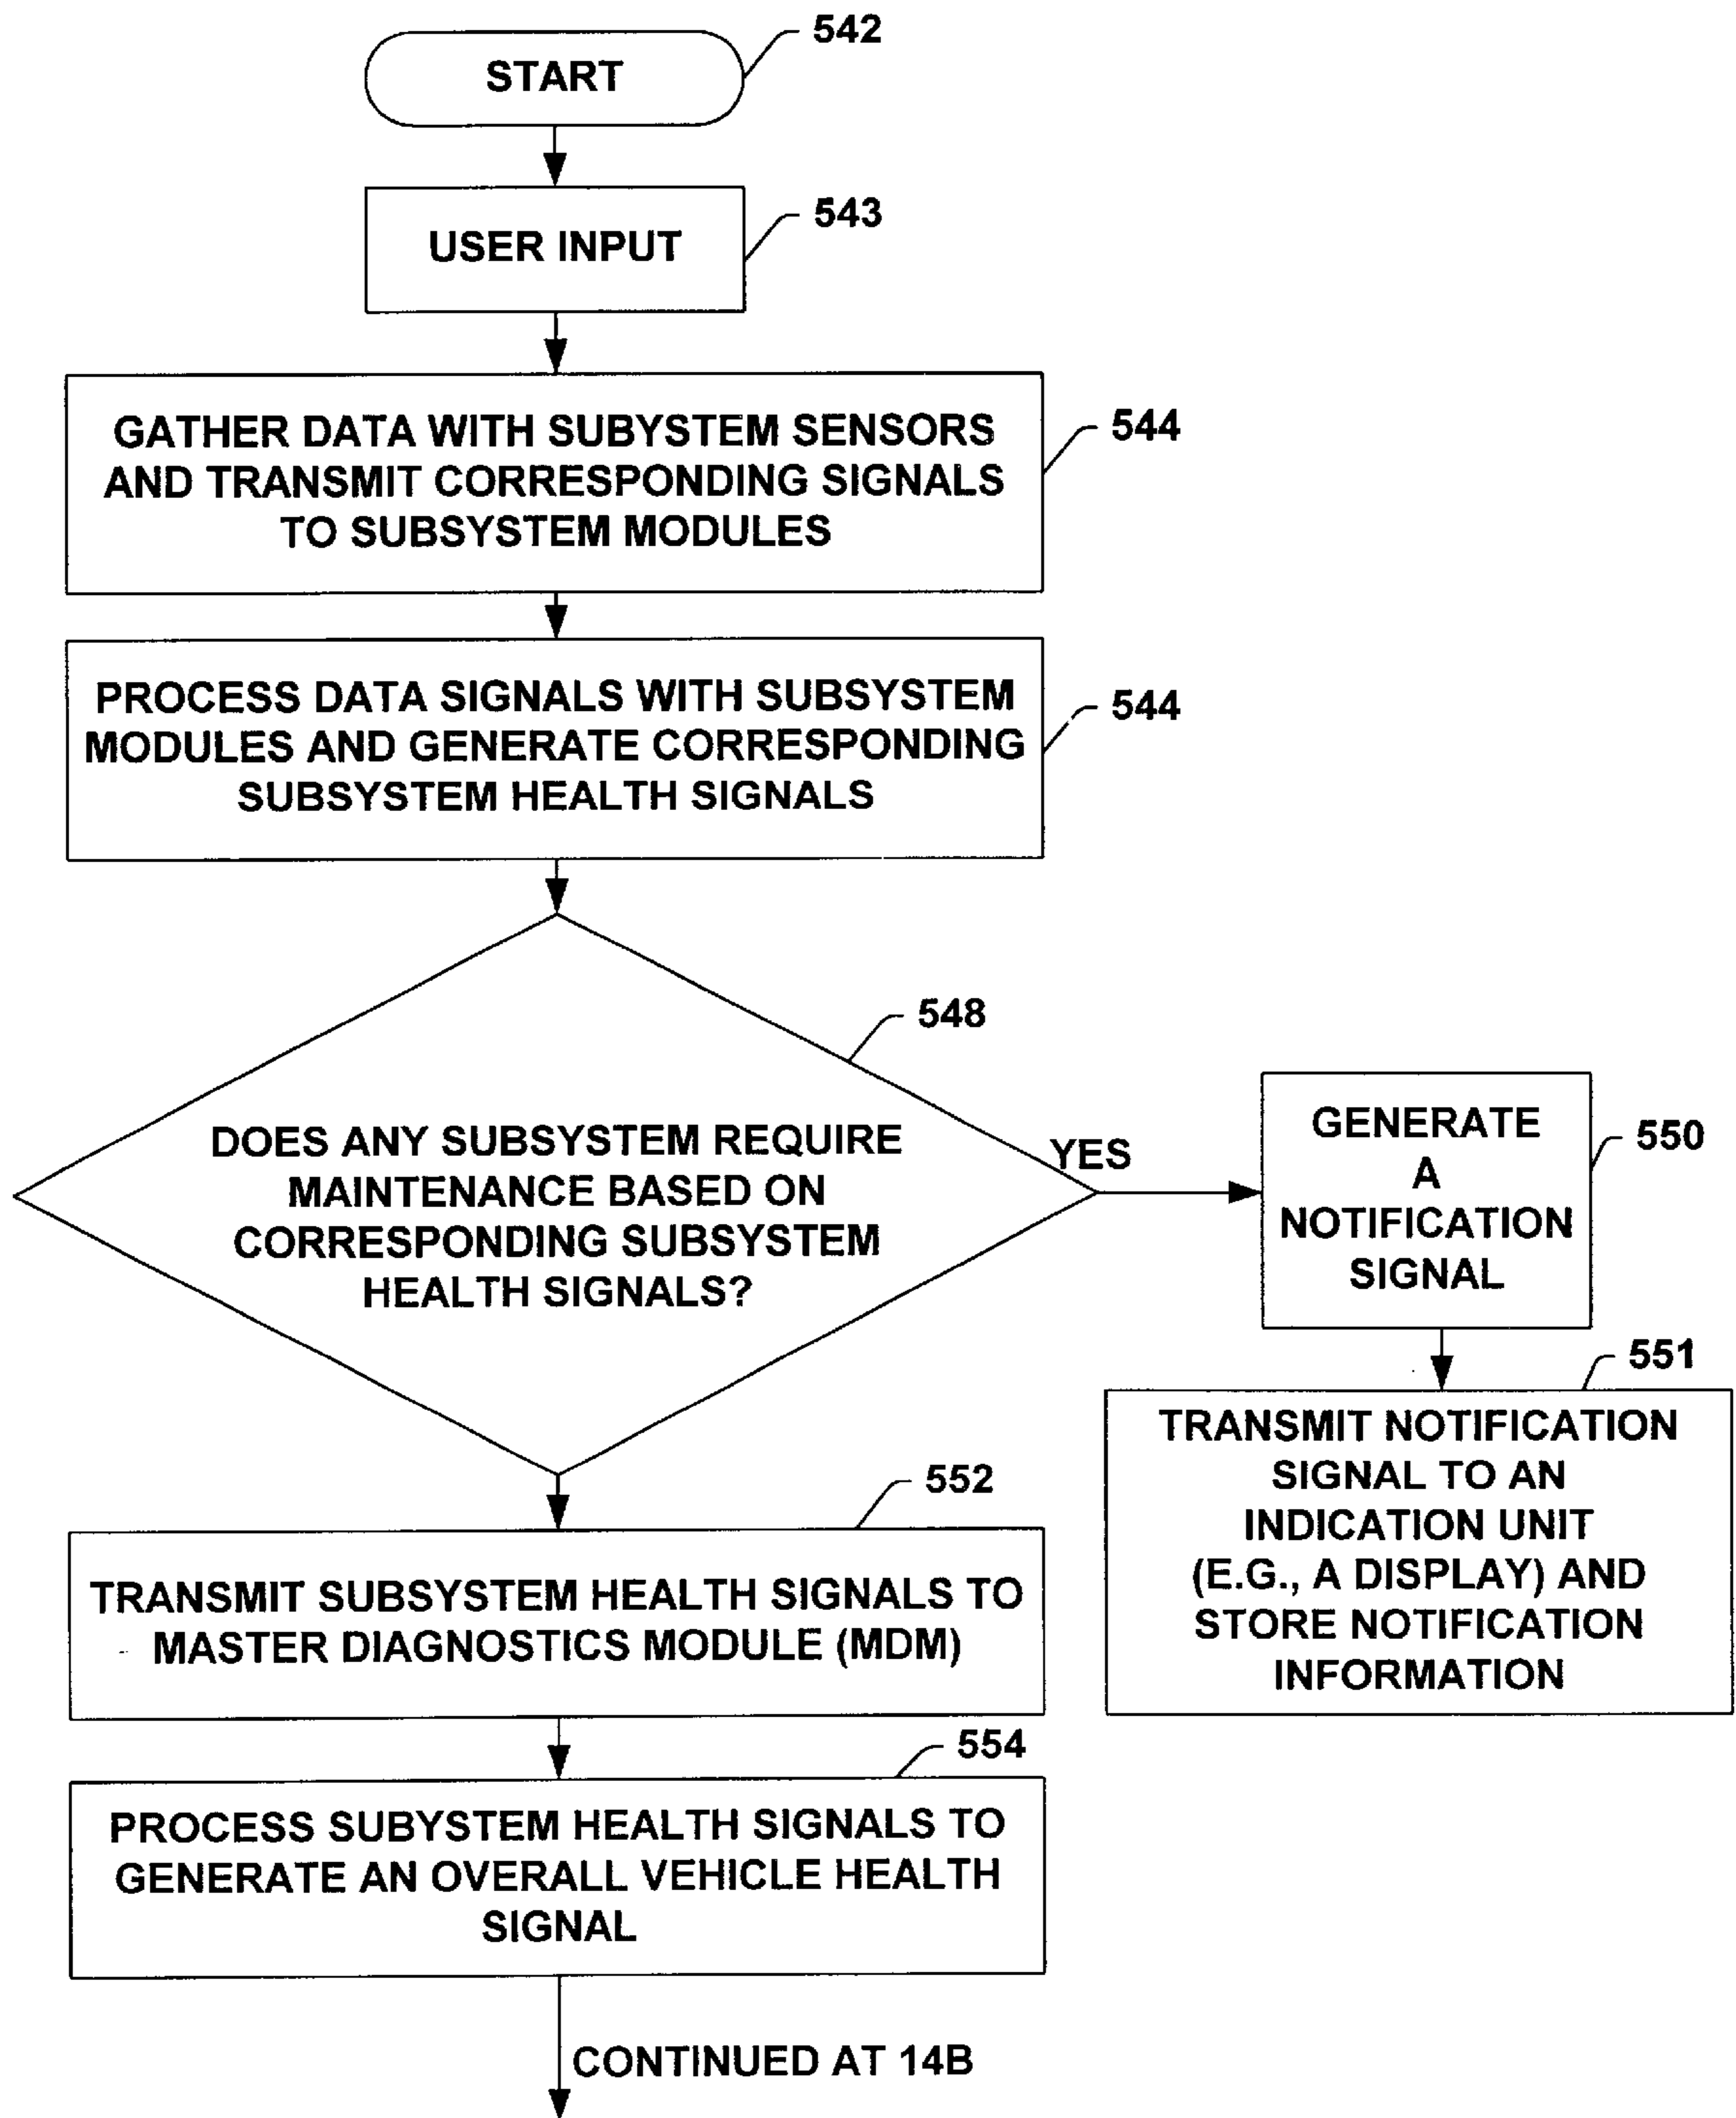 542
START
543
USER INPUT
544
GATHER DATA WITH SUBYSTEM SENSORS
AND TRANSMIT CORRESPONDING SIGNALS
TO SUBSYSTEM MODULES
544
PROCESS DATA SIGNALS WITH SUBSYSTEM
MODULES AND GENERATE CORRESPONDING
SUBSYSTEM HEALTH SIGNALS
548
DOES ANY SUBSYSTEM REQUIRE
MAINTENANCE BASED ON
CORRESPONDING SUBSYSTEM
HEALTH SIGNALS?
YES
550
GENERATE
A
NOTIFICATION
SIGNAL
551
TRANSMIT NOTIFICATION
SIGNAL TO AN
INDICATION UNIT
(E.G., A DISPLAY) AND
STORE NOTIFICATION
INFORMATION
552
TRANSMIT SUBSYSTEM HEALTH SIGNALS TO
MASTER DIAGNOSTICS MODULE (MDM)
554
PROCESS SUBYSTEM HEALTH SIGNALS TO
GENERATE AN OVERALL VEHICLE HEALTH
SIGNAL
CONTINUED AT 14B